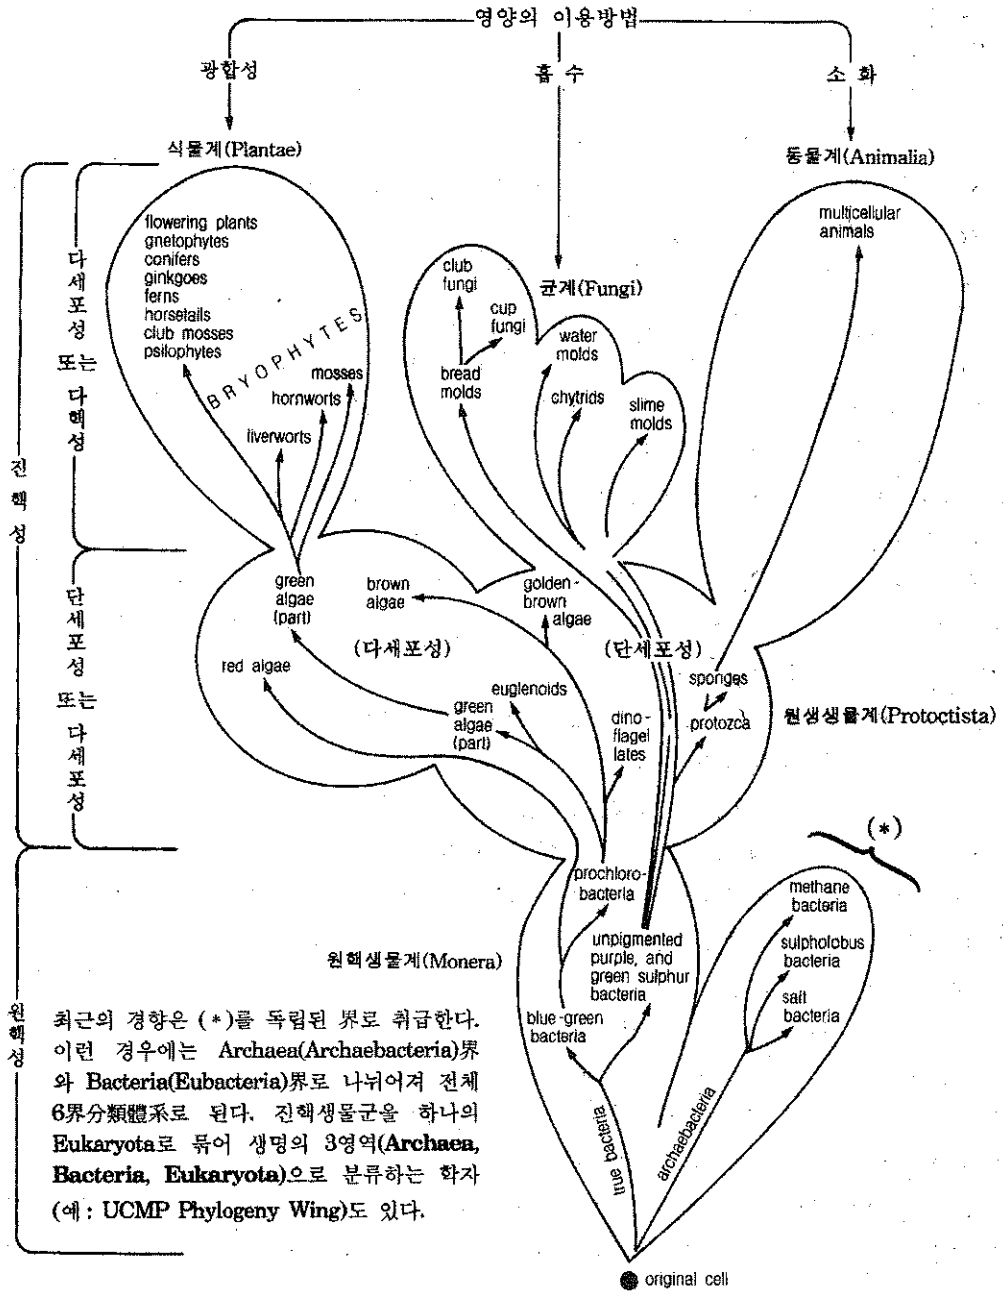 영양의 이용방법
광합성
흡 수
소 화
식물계(Plantae)
동물계(Animalia)
균계(Fungi)
flowering plants
gnetophytes
conifers
ginkgoes
ferns
horsetails
club mosses
psilophytes
BRYOPHYTES
mosses
hornworts
liverworts
club
fungi
cup
fungi
bread
molds
water
molds
chytrids
slime
molds
multicellular
animals
다세포성 또는 다핵성
진핵성
단세포성 또는 다세포성
green
algae
(part)
brown
algae
golden-
brown
algae
(다세포성)
(단세포성)
red algae
euglenoids
green
algae
(part)
dino-
flagel
lates
sponges
protozca
원생생물계(Protoctista)
(*)
prochloro-
bacteria
methane
bacteria
unpigmented
purple, and
green sulphur
bacteria
sulpholobus
bacteria
salt
bacteria
blue-green
bacteria
원핵생물계(Monera)
원핵성
최근의 경향은 (*)를 독립된 界로 취급한다.
이런 경우에는 Archaea(Archaebacteria)界
와 Bacteria(Eubacteria)界로 나뉘어져 전체
6界分類體系로 된다. 진핵생물군을 하나의
Eukaryota로 묶어 생명의 3영역(Archaea,
Bacteria, Eukaryota)으로 분류하는 학자
(예: UCMP Phylogeny Wing)도 있다.
true bacteria
archaebacteria
original cell